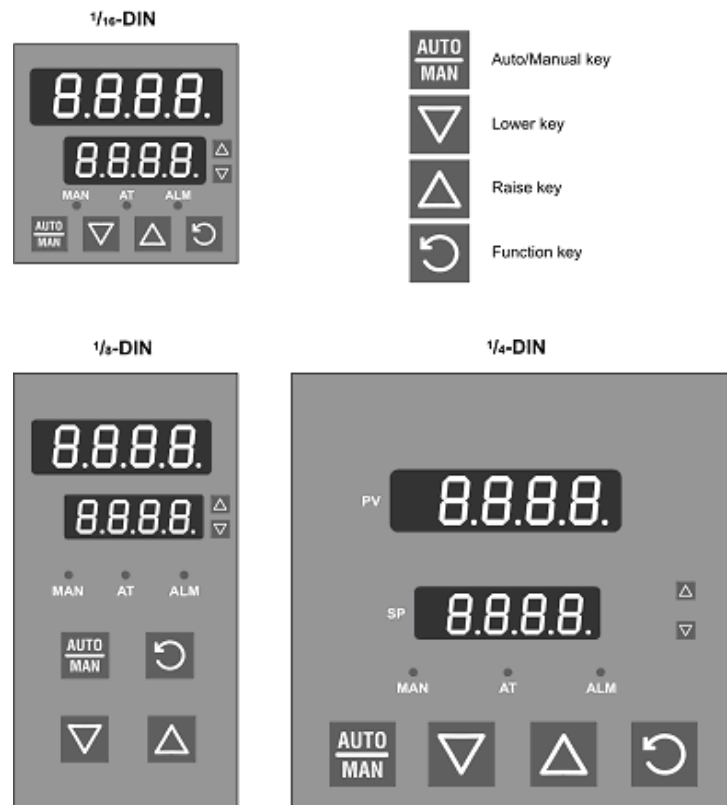 1/16-DIN
8.8.8.8.
8.8.8.8.
MAN AT ALM
AUTO
MAN
AUTO
MAN
Auto/Manual key
Lower key
Raise key
Function key
1/8-DIN
8.8.8.8.
8.8.8.8.
MAN AT ALM
AUTO
MAN
1/4-DIN
PV 8.8.8.8.
SP 8.8.8.8.
MAN AT ALM
AUTO
MAN